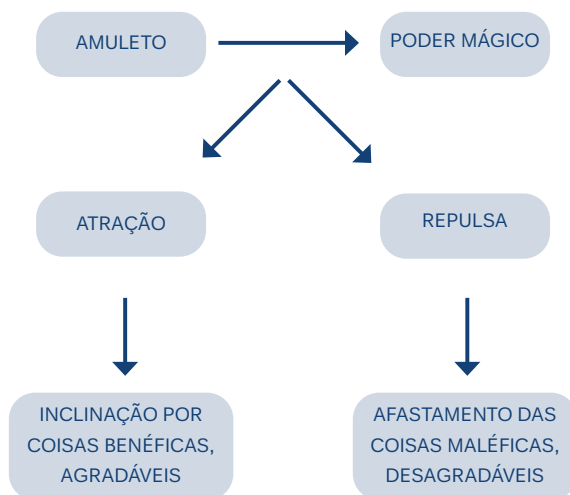 AMULETO
PODER MÁGICO
ATRAÇÃO
REPULSA
INCLINAÇÃO POR
COISAS BENÉFICAS,
AGRADÁVEIS
AFASTAMENTO DAS
COISAS MALÉFICAS,
DESAGRADÁVEIS